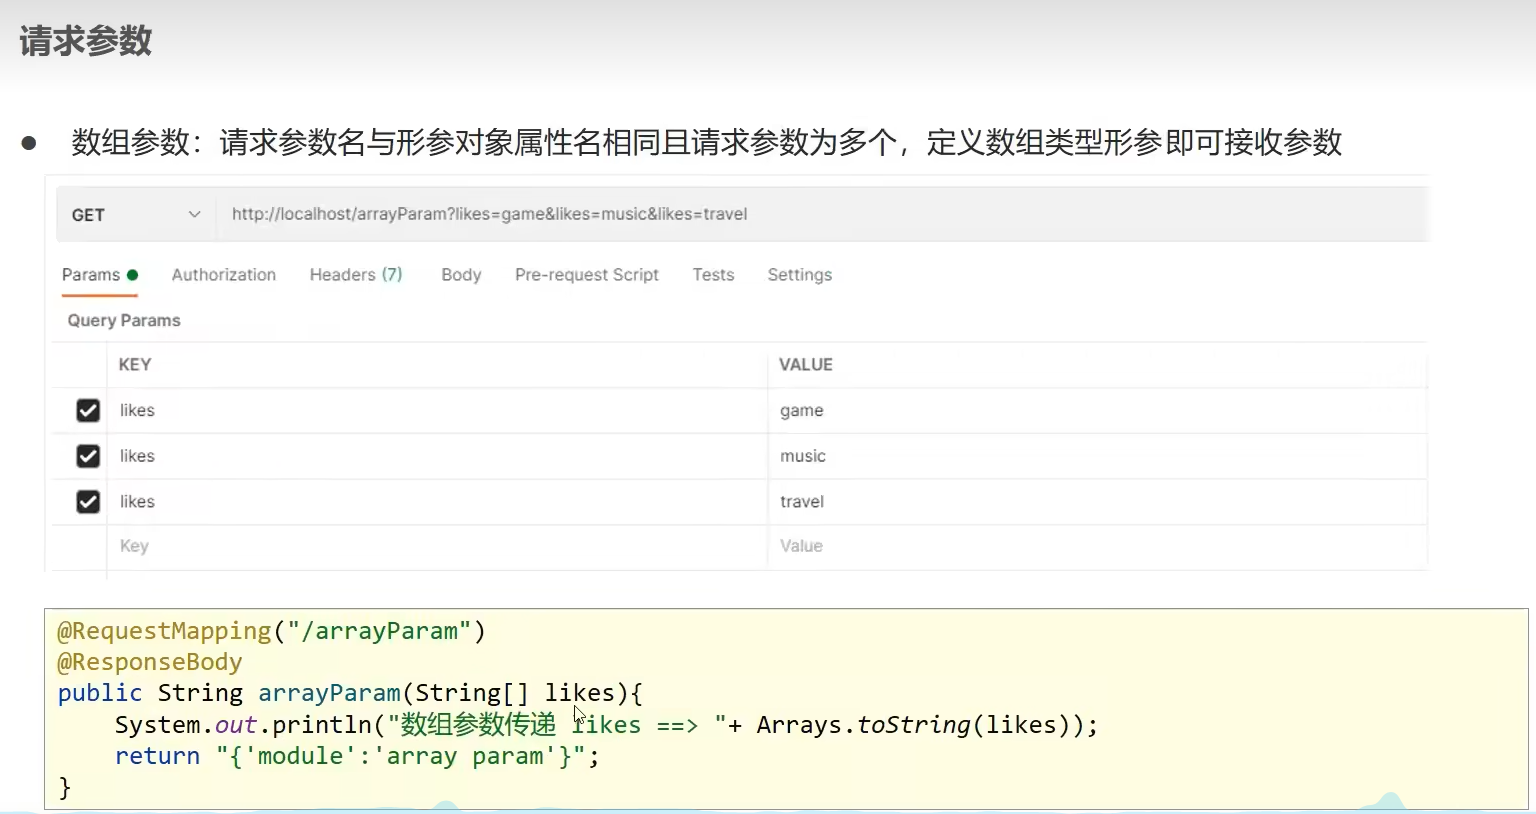 请求参数
● 数组参数：请求参数名与形参对象属性名相同且请求参数为多个，定义数组类型形参即可接收参数
GET http://localhost/arrayParam?likes=game&likes=music&likes=travel
Params Authorization Headers (7) Body Pre-request Script Tests Settings
Query Params
KEY VALUE
likes game
likes music
likes travel
Key Value
@RequestMapping("/arrayParam")
@ResponseBody
public String arrayParam(String[] likes){
    System.out.println("数组参数传递 likes ==> "+ Arrays.toString(likes));
    return "{'module':'array param'}";
}